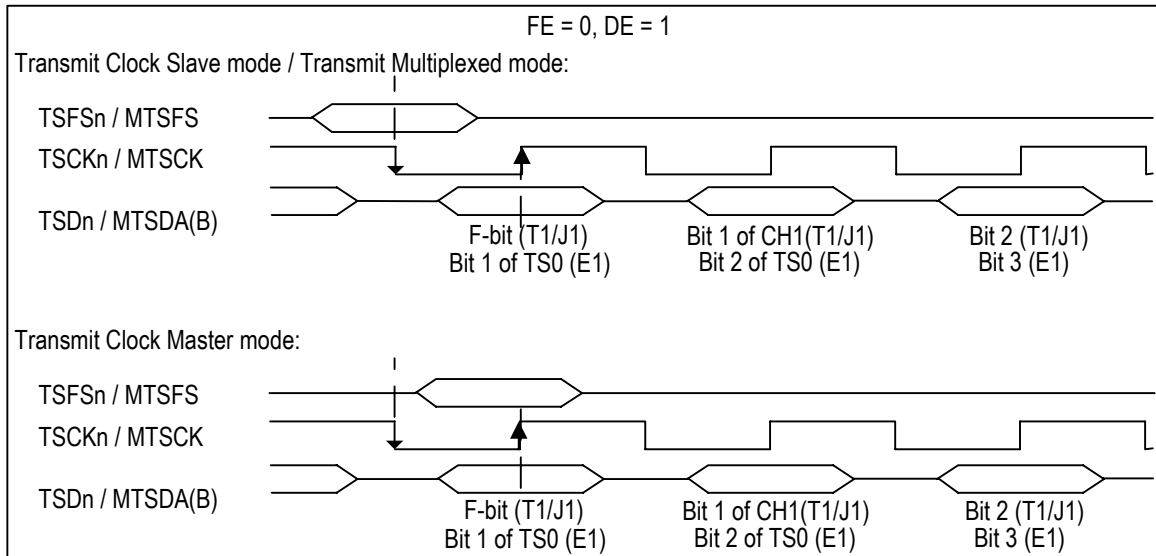 FE = 0, DE = 1
Transmit Clock Slave mode / Transmit Multiplexed mode:
TSFSn / MTSFS
TSCKn / MTSCK
TSDn / MTSDA(B)
F-bit (T1/J1)
Bit 1 of TS0 (E1)
Bit 1 of CH1(T1/J1)
Bit 2 of TS0 (E1)
Bit 2 (T1/J1)
Bit 3 (E1)
Transmit Clock Master mode:
TSFSn / MTSFS
TSCKn / MTSCK
TSDn / MTSDA(B)
F-bit (T1/J1)
Bit 1 of TS0 (E1)
Bit 1 of CH1(T1/J1)
Bit 2 of TS0 (E1)
Bit 2 (T1/J1)
Bit 3 (E1)